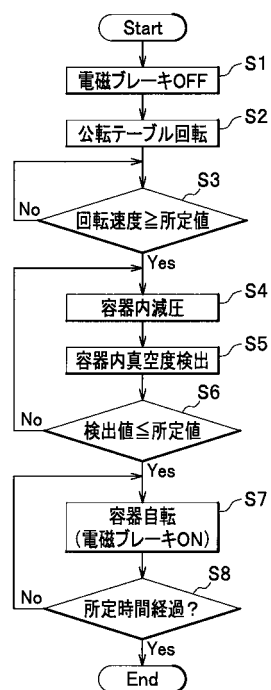 Start
S1
電磁ブレーキOFF
S2
公転テーブル回転
S3
No
回転速度≧所定値
Yes
S4
容器内減圧
S5
容器内真空度検出
S6
No
検出値≦所定値
Yes
S7
容器自転
(電磁ブレーキON)
S8
No
所定時間経過?
Yes
End